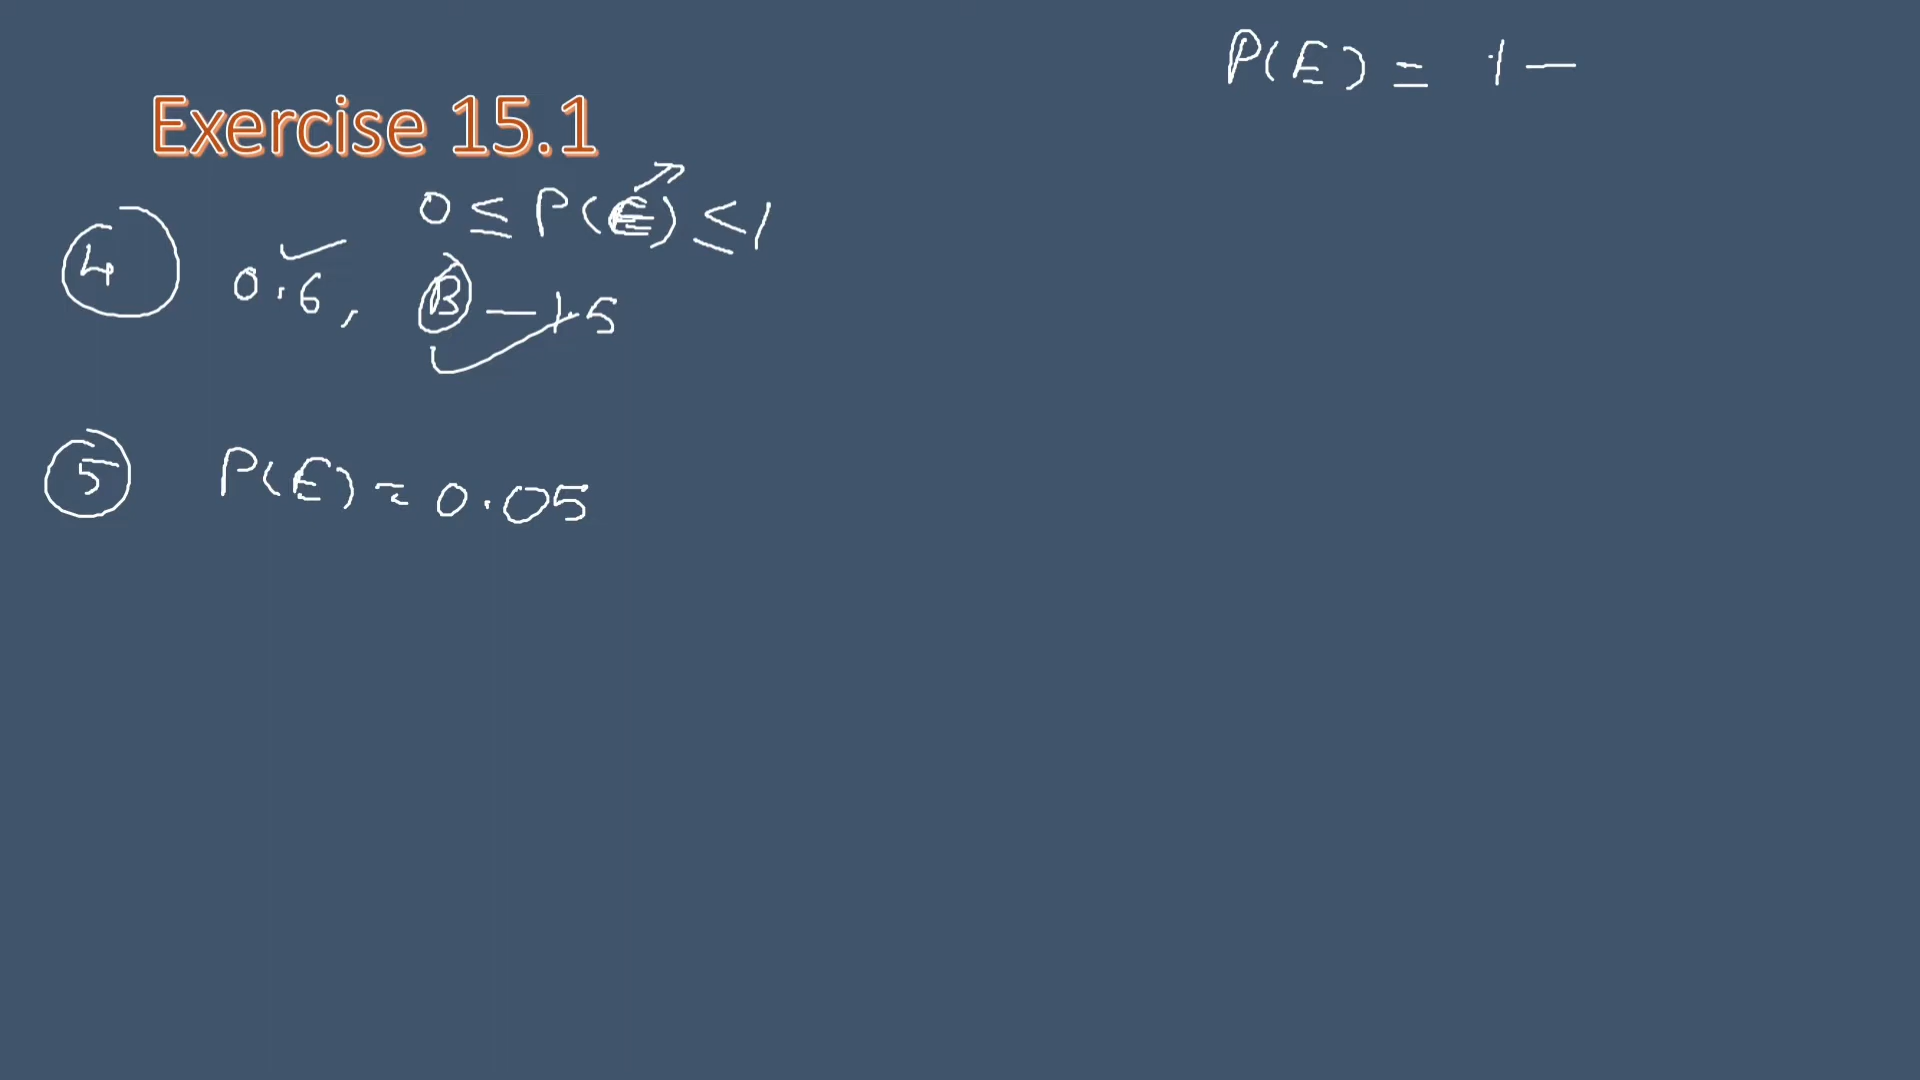 P(E) = 1 –
Exercise 15.1
0 ≤ P(E) ≤ 1
4 0.6, B – 1.5
5 P(E) = 0.05